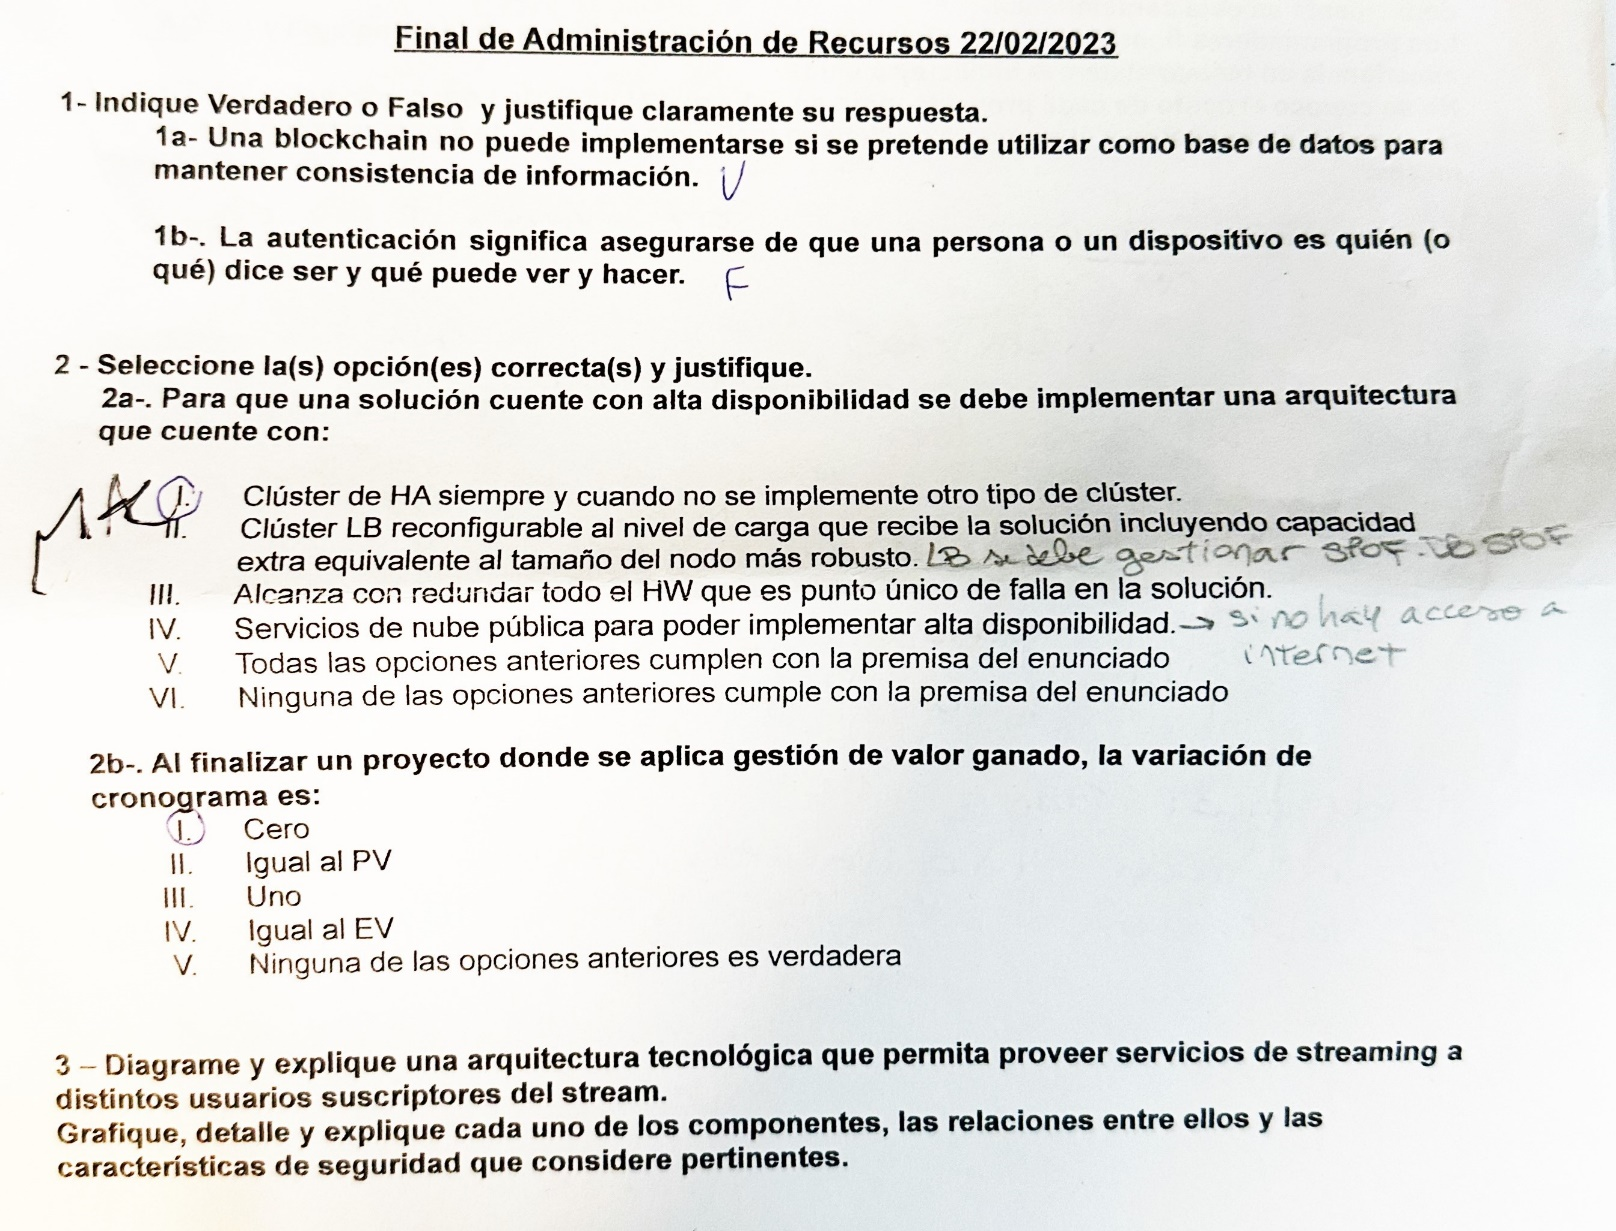 Final de Administración de Recursos 22/02/2023
1- Indique Verdadero o Falso y justifique claramente su respuesta.
1a- Una blockchain no puede implementarse si se pretende utilizar como base de datos para
mantener consistencia de información. V
1b-. La autenticación significa asegurarse de que una persona o un dispositivo es quién (o
qué) dice ser y qué puede ver y hacer. F
2 - Seleccione la(s) opción(es) correcta(s) y justifique.
2a-. Para que una solución cuente con alta disponibilidad se debe implementar una arquitectura
que cuente con:
I. Clúster de HA siempre y cuando no se implemente otro tipo de clúster.
II. Clúster LB reconfigurable al nivel de carga que recibe la solución incluyendo capacidad
extra equivalente al tamaño del nodo más robusto. LB se debe gestionar SPOF. SPOF
III. Alcanza con redundar todo el HW que es punto único de falla en la solución.
IV. Servicios de nube pública para poder implementar alta disponibilidad. → si no hay acceso a
V. Todas las opciones anteriores cumplen con la premisa del enunciado internet
VI. Ninguna de las opciones anteriores cumple con la premisa del enunciado
2b-. Al finalizar un proyecto donde se aplica gestión de valor ganado, la variación de
cronograma es:
I. Cero
II. Igual al PV
III. Uno
IV. Igual al EV
V. Ninguna de las opciones anteriores es verdadera
3 – Diagrame y explique una arquitectura tecnológica que permita proveer servicios de streaming a
distintos usuarios suscriptores del stream.
Grafique, detalle y explique cada uno de los componentes, las relaciones entre ellos y las
características de seguridad que considere pertinentes.